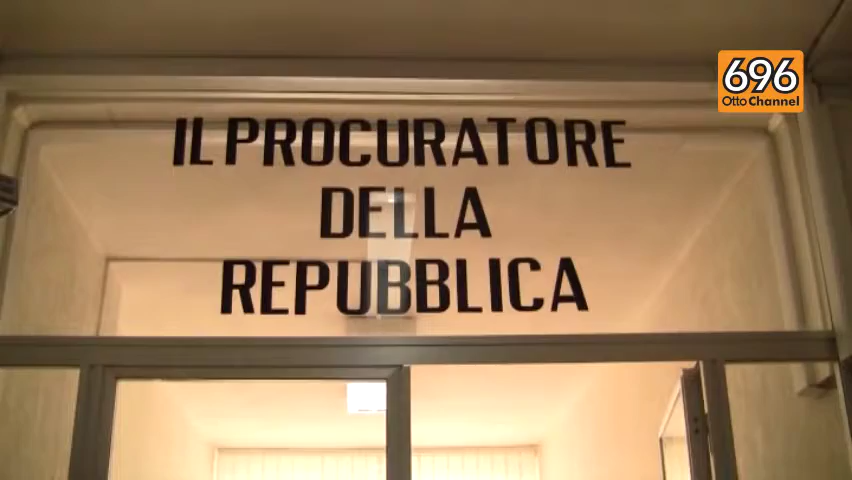 696
Otto Channel
IL PROCURATORE
DELLA
REPUBBLICA